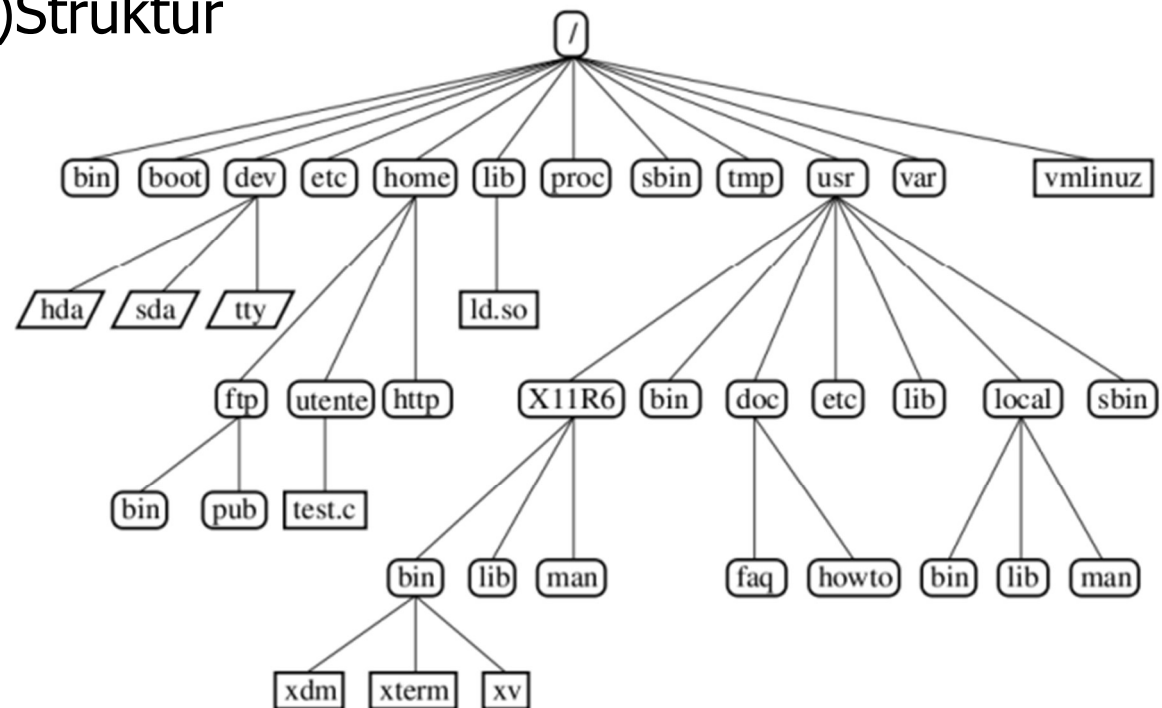 )Struktur
/
bin boot dev etc home lib proc sbin tmp usr var vmlinuz
hda sda tty ld.so
ftp utente http X11R6 bin doc etc lib local sbin
bin pub test.c
bin lib man faq howto bin lib man
xdm xterm xv